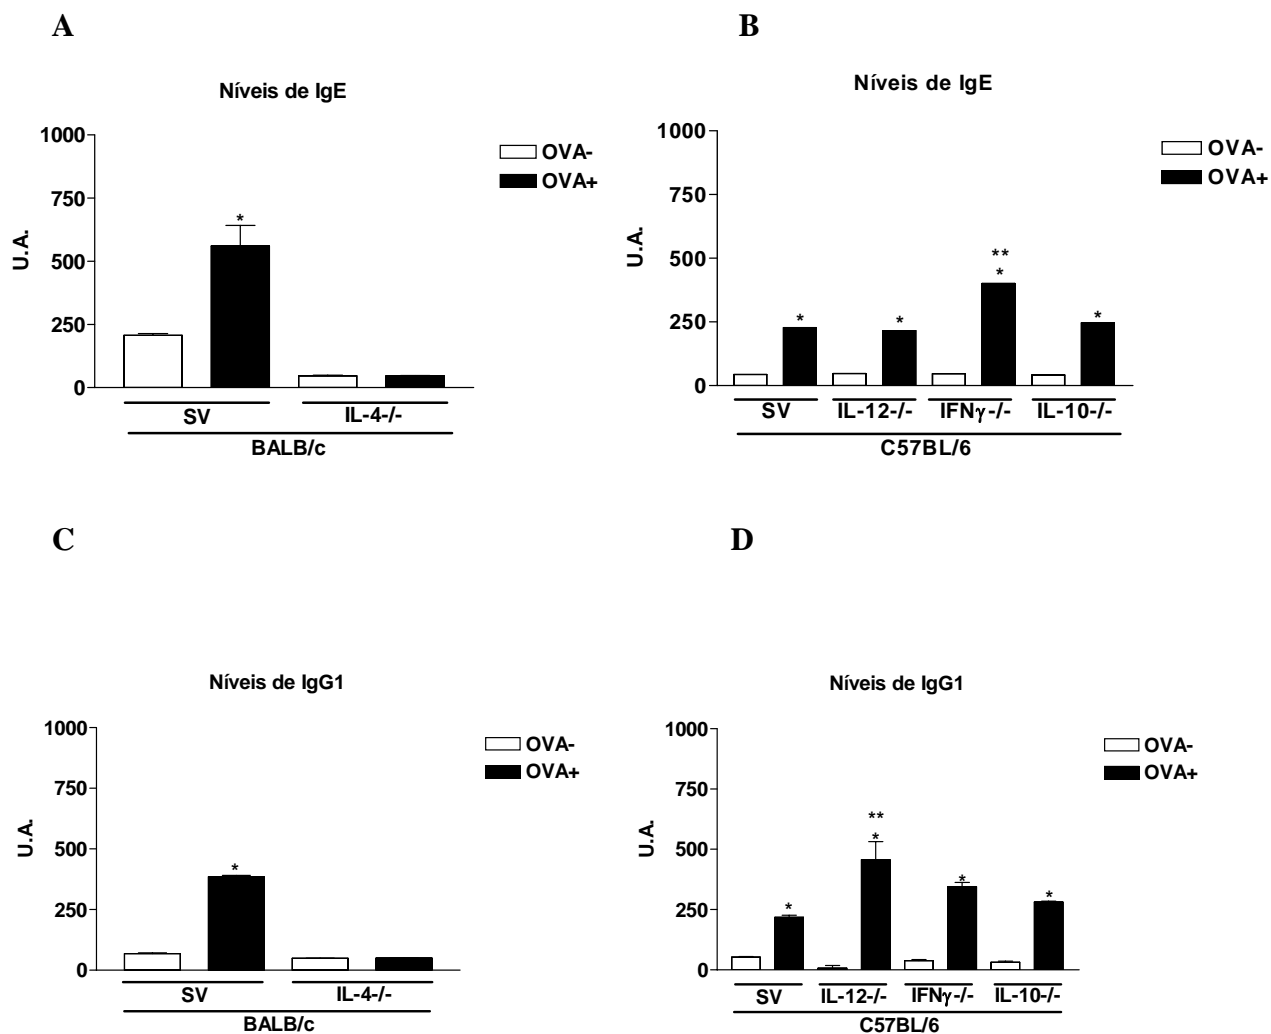 A
Níveis de IgE
1000
750
500
250
0
U.A.
OVA-
OVA+
*
SV
IL-4-/-
BALB/c
B
Níveis de IgE
1000
750
500
250
0
U.A.
OVA-
OVA+
*
*
**
*
*
SV
IL-12-/-
IFNγ-/-
IL-10-/-
C57BL/6
C
Níveis de IgG1
1000
750
500
250
0
U.A.
OVA-
OVA+
*
SV
IL-4-/-
BALB/c
D
Níveis de IgG1
1000
750
500
250
0
U.A.
OVA-
OVA+
*
**
*
*
*
SV
IL-12-/-
IFNγ-/-
IL-10-/-
C57BL/6